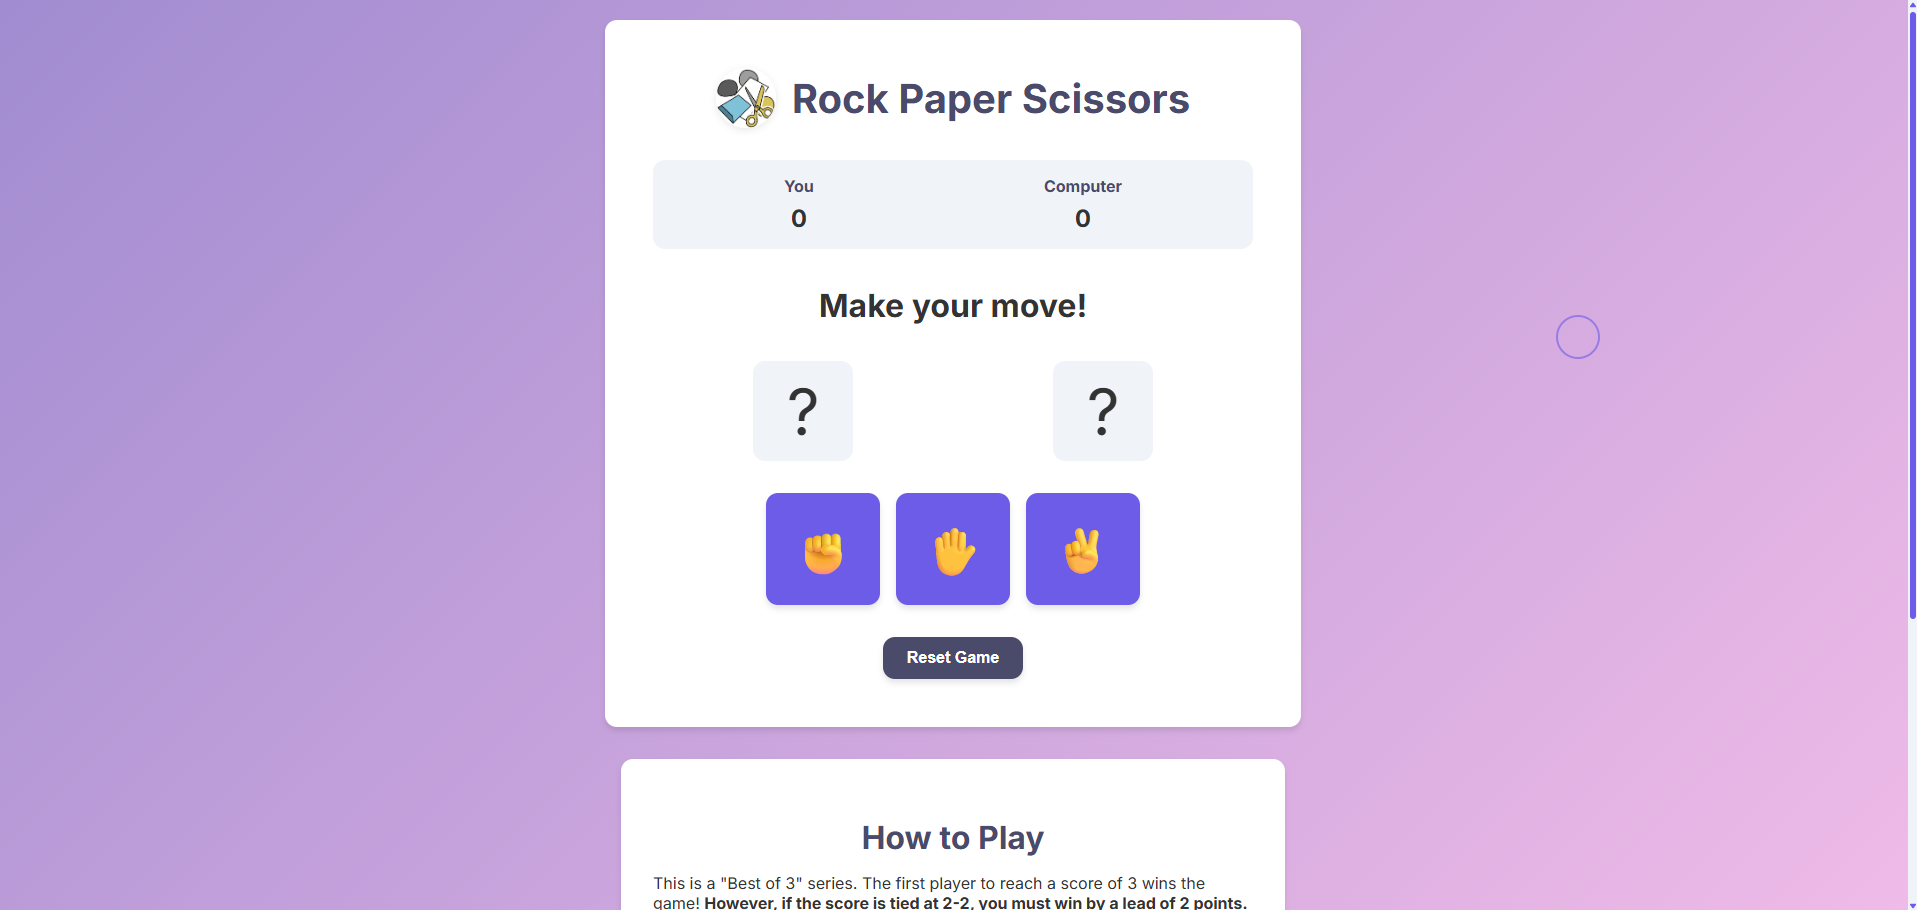 Rock Paper Scissors
You Computer
0 0
Make your move!
? ?
Reset Game
How to Play
This is a "Best of 3" series. The first player to reach a score of 3 wins the
game! However, if the score is tied at 2-2, you must win by a lead of 2 points.